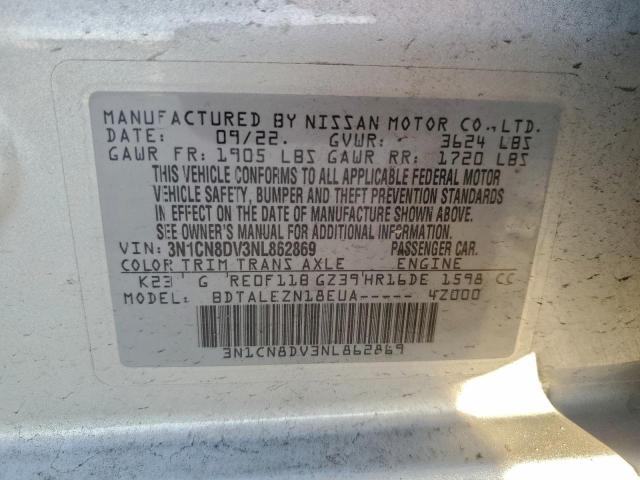 MANUFACTURED BY NISSAN MOTOR CO.,LTD.
DATE: 09/22. GVWR: 3624 LBS
GAWR FR: 1905 LBS GAWR RR: 1720 LBS
THIS VEHICLE CONFORMS TO ALL APPLICABLE FEDERAL MOTOR
VEHICLE SAFETY, BUMPER AND THEFT PREVENTION STANDARDS
IN EFFECT ON THE DATE OF MANUFACTURE SHOWN ABOVE.
SEE OWNER'S MANUAL FOR ADDITIONAL INFORMATION.
VIN: 3N1CN8DV3NL862869 PASSENGER CAR.
COLOR TRIM TRANS AXLE ENGINE
K23 G RE0F11B GZ39 HR16DE 1598 CC
MODEL: BDTALEZN18EUA----- 4Z000
3N1CN8DV3NL862869